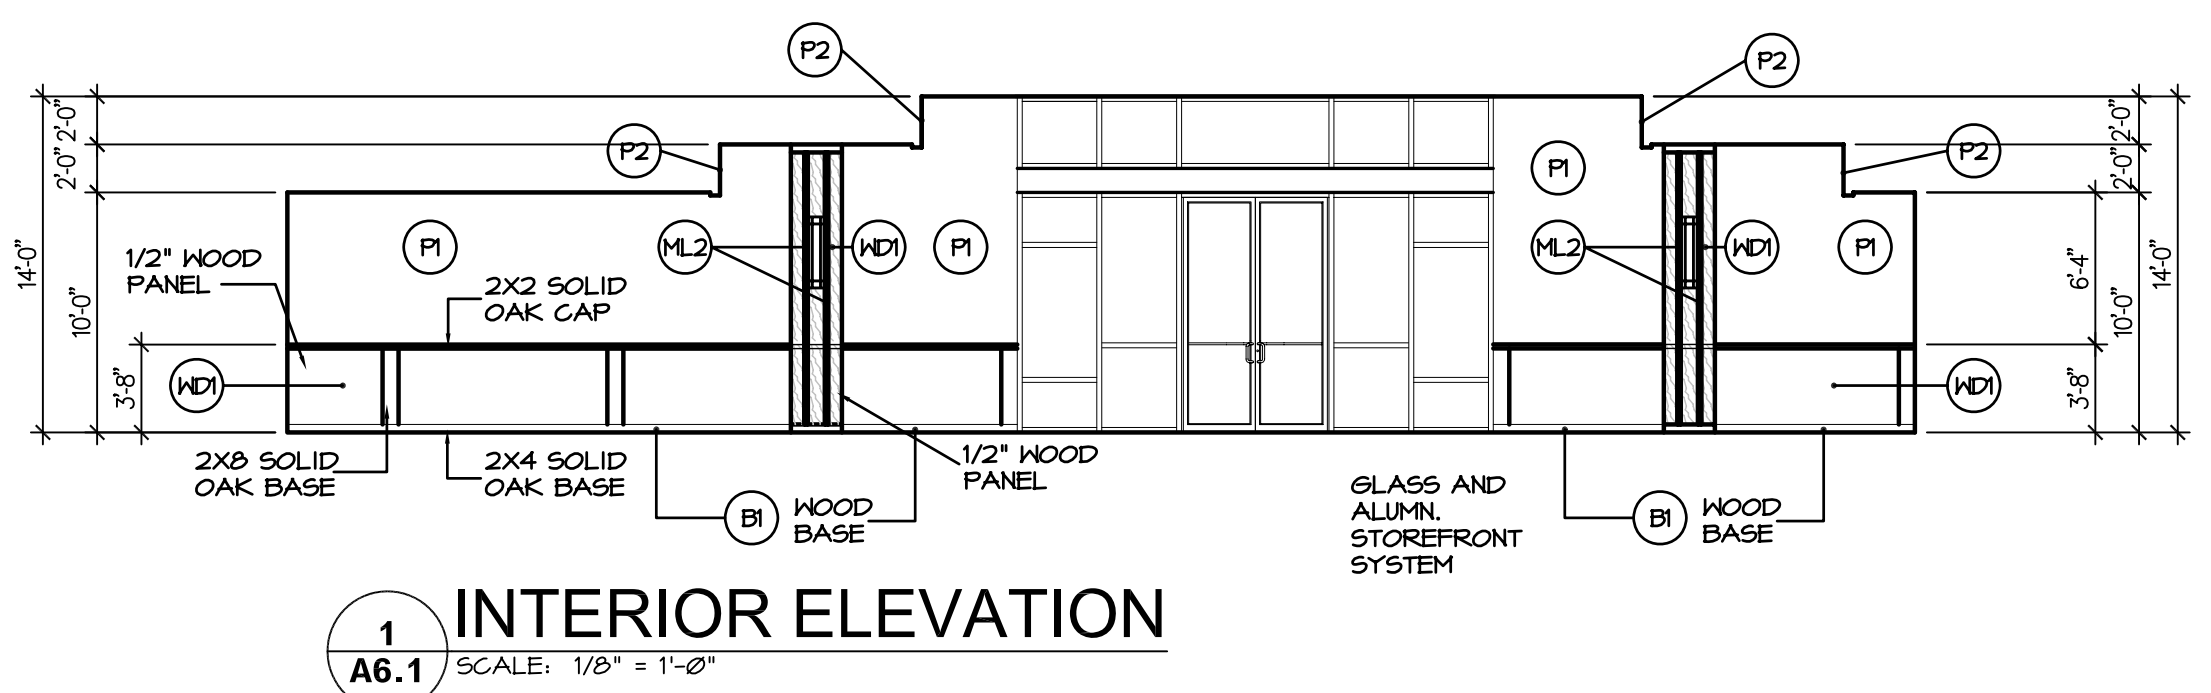 P2
P2
P2
P2
2'-0"
2'-0"
14'-0"
10'-0"
3'-8"
1/2" WOOD
PANEL
P1
2X2 SOLID
OAK CAP
ML2
WD1
P1
P1
ML2
WD1
P1
2'-0"
2'-0"
6'-4"
14'-0"
10'-0"
3'-8"
WD1
WD1
2X8 SOLID
OAK BASE
2X4 SOLID
OAK BASE
1/2" WOOD
PANEL
B1
WOOD
BASE
GLASS AND
ALUMN.
STOREFRONT
SYSTEM
B1
WOOD
BASE
1
A6.1
INTERIOR ELEVATION
SCALE: 1/8" = 1'-Ø"